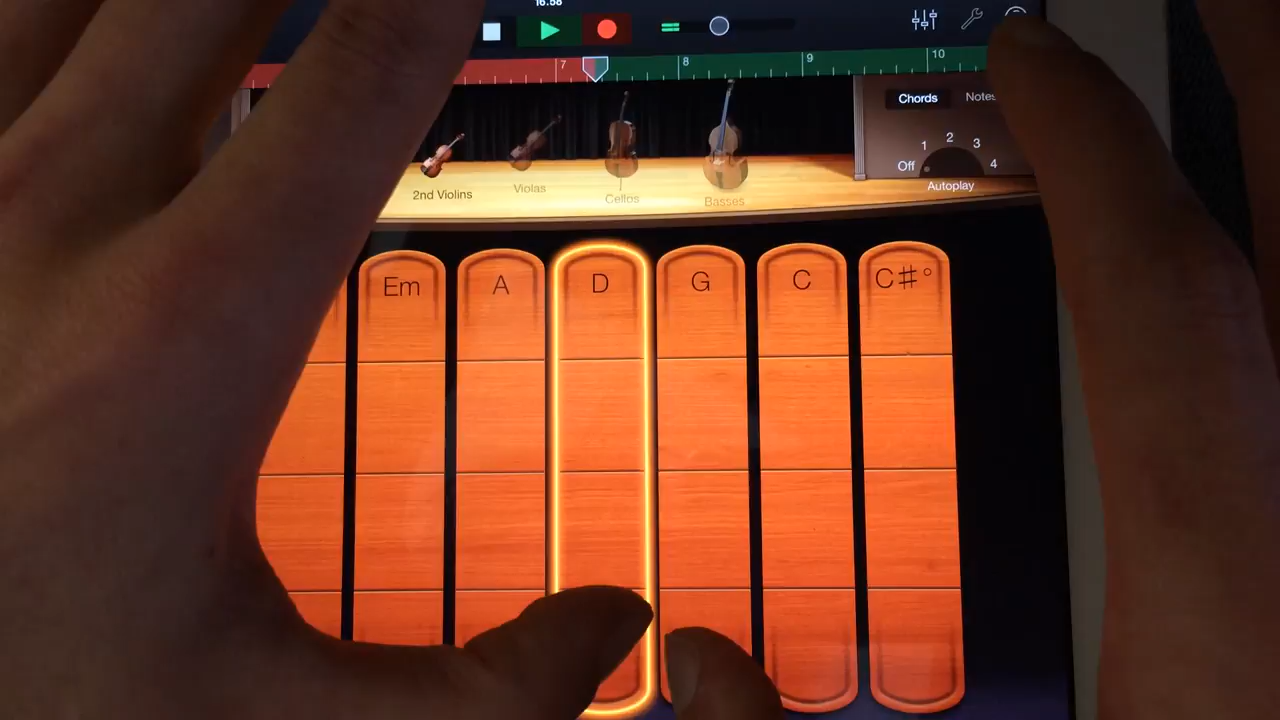 16:58
7 8 9 10
Chords Notes
Off 1 2 3 4
Autoplay
2nd Violins Violas Cellos Basses
Em A D G C C#°